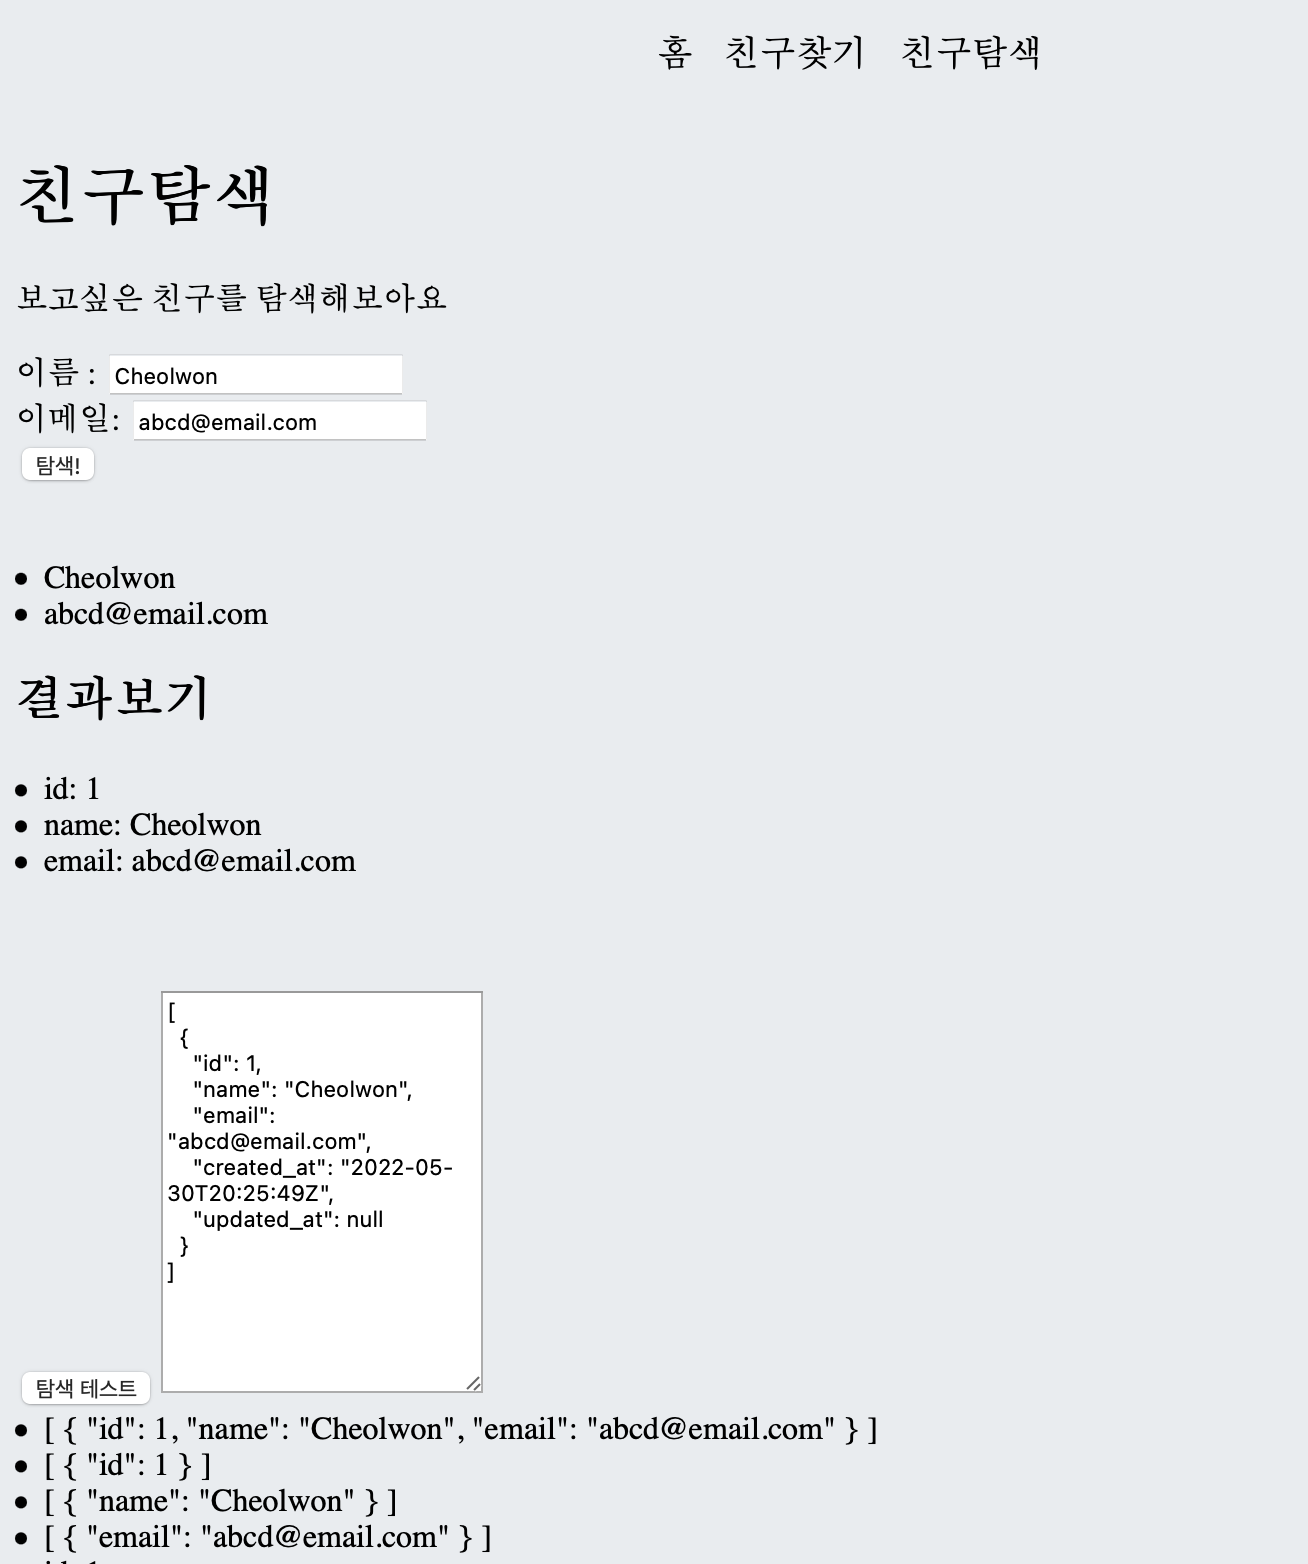 홈 친구찾기 친구탐색
친구탐색
보고싶은 친구를 탐색해보아요
이름 : Cheolwon
이메일: abcd@email.com
탐색!
• Cheolwon
• abcd@email.com
결과보기
• id: 1
• name: Cheolwon
• email: abcd@email.com
[
{
"id": 1,
"name": "Cheolwon",
"email":
"abcd@email.com",
"created_at": "2022-05-
30T20:25:49Z",
"updated_at": null
}
]
탐색 테스트
• [ { "id": 1, "name": "Cheolwon", "email": "abcd@email.com" } ]
• [ { "id": 1 } ]
• [ { "name": "Cheolwon" } ]
• [ { "email": "abcd@email.com" } ]